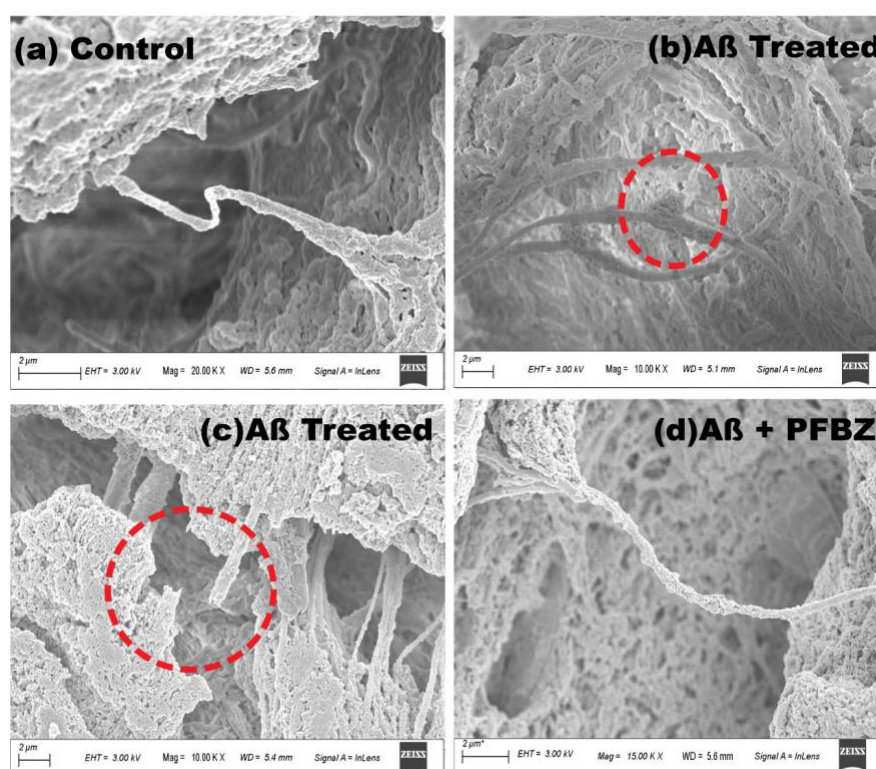 (a) Control
2 µm
EHT = 3.00 kV Mag = 20.00 K X WD = 5.6 mm Signal A = InLens ZEISS
(b)Aß Treated
2 µm
EHT = 3.00 kV Mag = 10.00 K X WD = 5.1 mm Signal A = InLens ZEISS
(c)Aß Treated
2 µm
EHT = 3.00 kV Mag = 10.00 K X WD = 5.4 mm Signal A = InLens ZEISS
(d)Aß + PFBZ
2 µm*
EHT = 3.00 kV Mag = 15.00 K X WD = 5.6 mm Signal A = InLens ZEISS